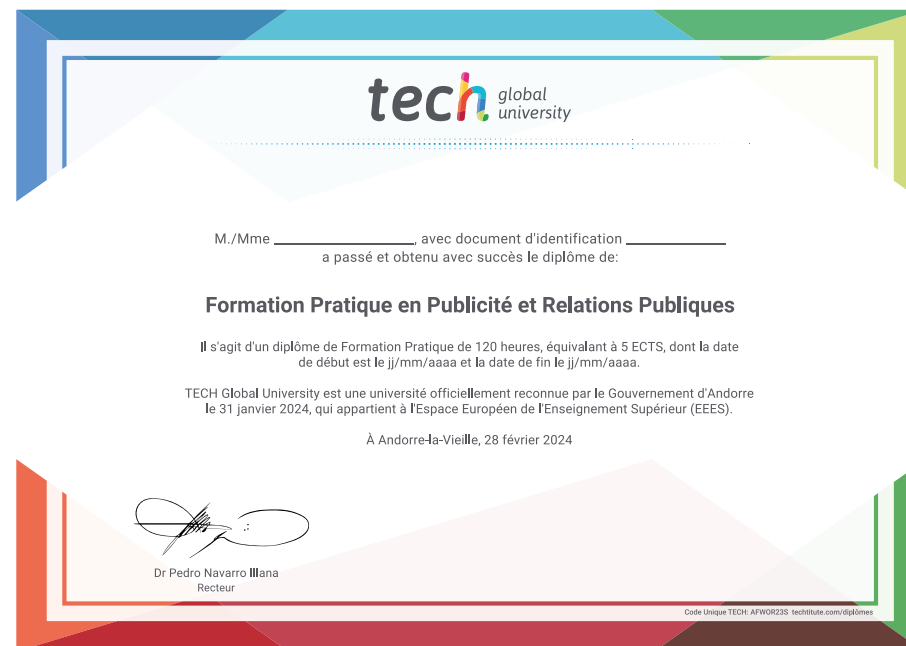 tech global university
M./Mme ____________, avec document d'identification ____________
a passé et obtenu avec succès le diplôme de:
Formation Pratique en Publicité et Relations Publiques
Il s'agit d'un diplôme de Formation Pratique de 120 heures, équivalant à 5 ECTS, dont la date
de début est le jj/mm/aaaa et la date de fin le jj/mm/aaaa.
TECH Global University est une université officiellement reconnue par le Gouvernement d'Andorre
le 31 janvier 2024, qui appartient à l'Espace Européen de l'Enseignement Supérieur (EEES).
À Andorre-la-Vieille, 28 février 2024
Dr Pedro Navarro Illana
Recteur
Code Unique TECH: AFWOR23S techtitute.com/diplômes